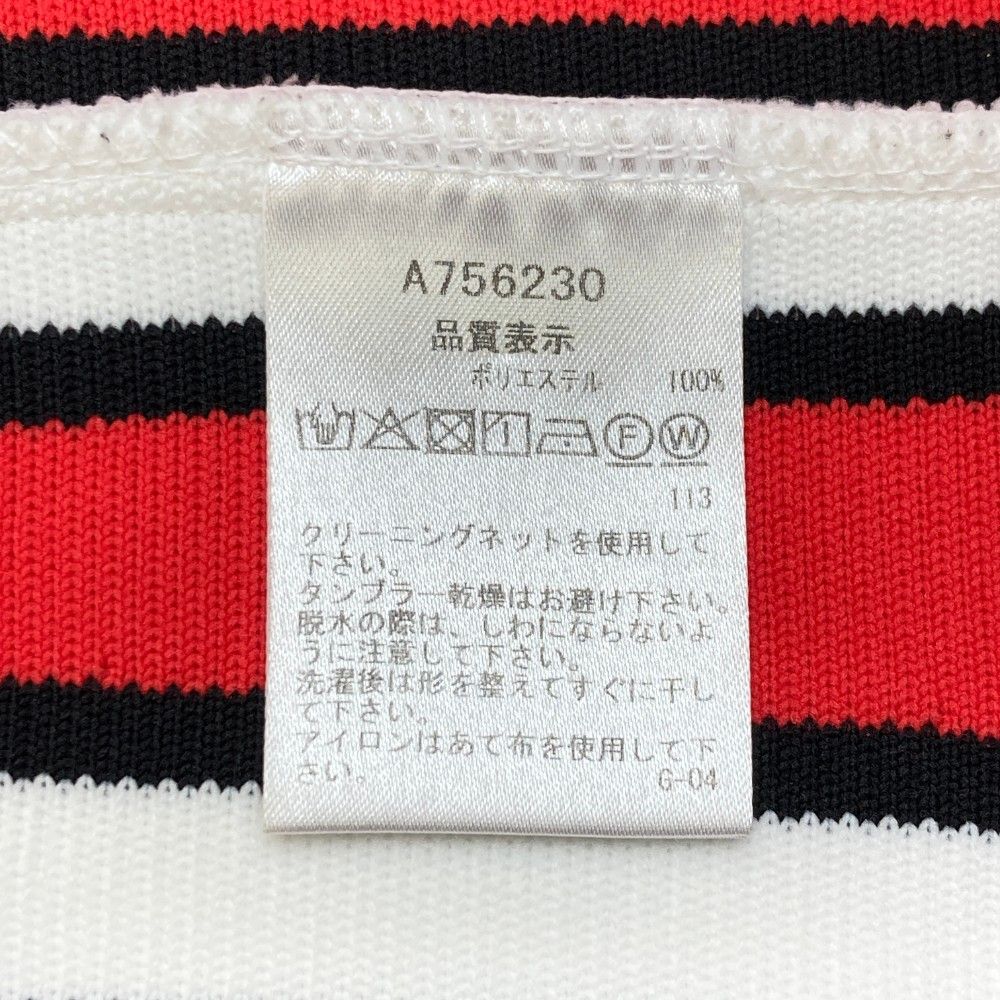 A756230
品質表示
ポリエステル 100%
F W
113
クリーニングネットを使用して
下さい。
タンブラー乾燥はお避け下さい。
脱水の際は、しわにならないよ
うに注意して下さい。
洗濯後は形を整えてすぐに干し
て下さい。
アイロンはあて布を使用して下
さい。
G-04